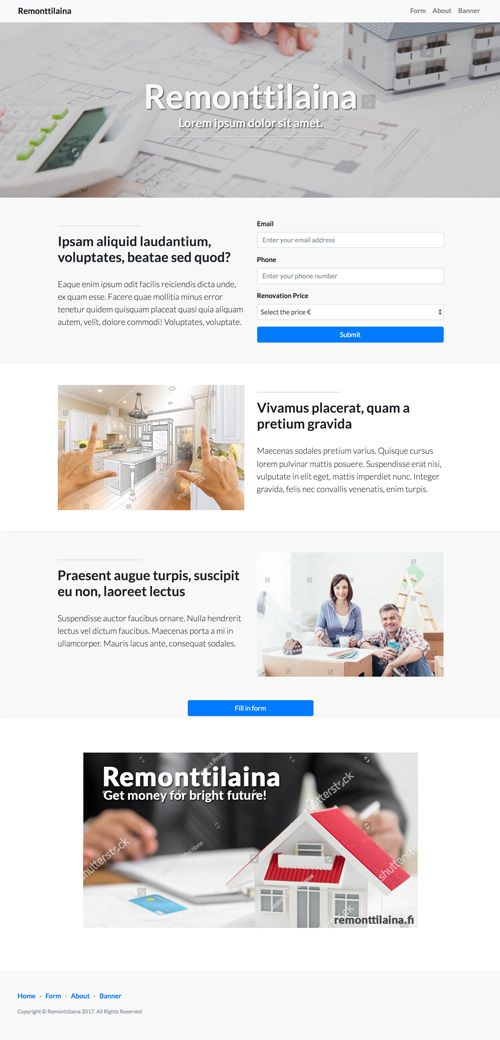 Remonttilaina
Form About Banner
Remonttilaina
Lorem ipsum dolor sit amet.
Ipsam aliquid laudantium,
voluptates, beatae sed quod?
Eaque enim ipsum odit facilis reiciendis dicta unde,
ex quam esse. Facere quae mollitia minus error
tenetur quidem quisquam placeat quasi quia aliquam
autem, velit, dolore commodi! Voluptates, voluptate.
Email
Enter your email address
Phone
Enter your phone number
Renovation Price
Select the price €
Submit
Vivamus placerat, quam a
pretium gravida
Maecenas sodales pretium varius. Quisque cursus
lorem pulvinar mattis posuere. Suspendisse erat nisi,
vulputate in elit eget, mattis imperdiet nunc. Integer
gravida, felis nec convallis venenatis, enim turpis.
Praesent augue turpis, suscipit
eu non, laoreet lectus
Suspendisse auctor faucibus ornare. Nulla hendrerit
lectus vel dictum faucibus. Maecenas porta a mi in
ullamcorper. Mauris lacus ante, consequat sodales.
Fill in form
Remonttilaina
Get money for bright future!
shutterstock
shutterstock
shutterstock
remonttilaina.fi
Home · Form · About · Banner
Copyright © Remonttilaina 2017. All Rights Reserved